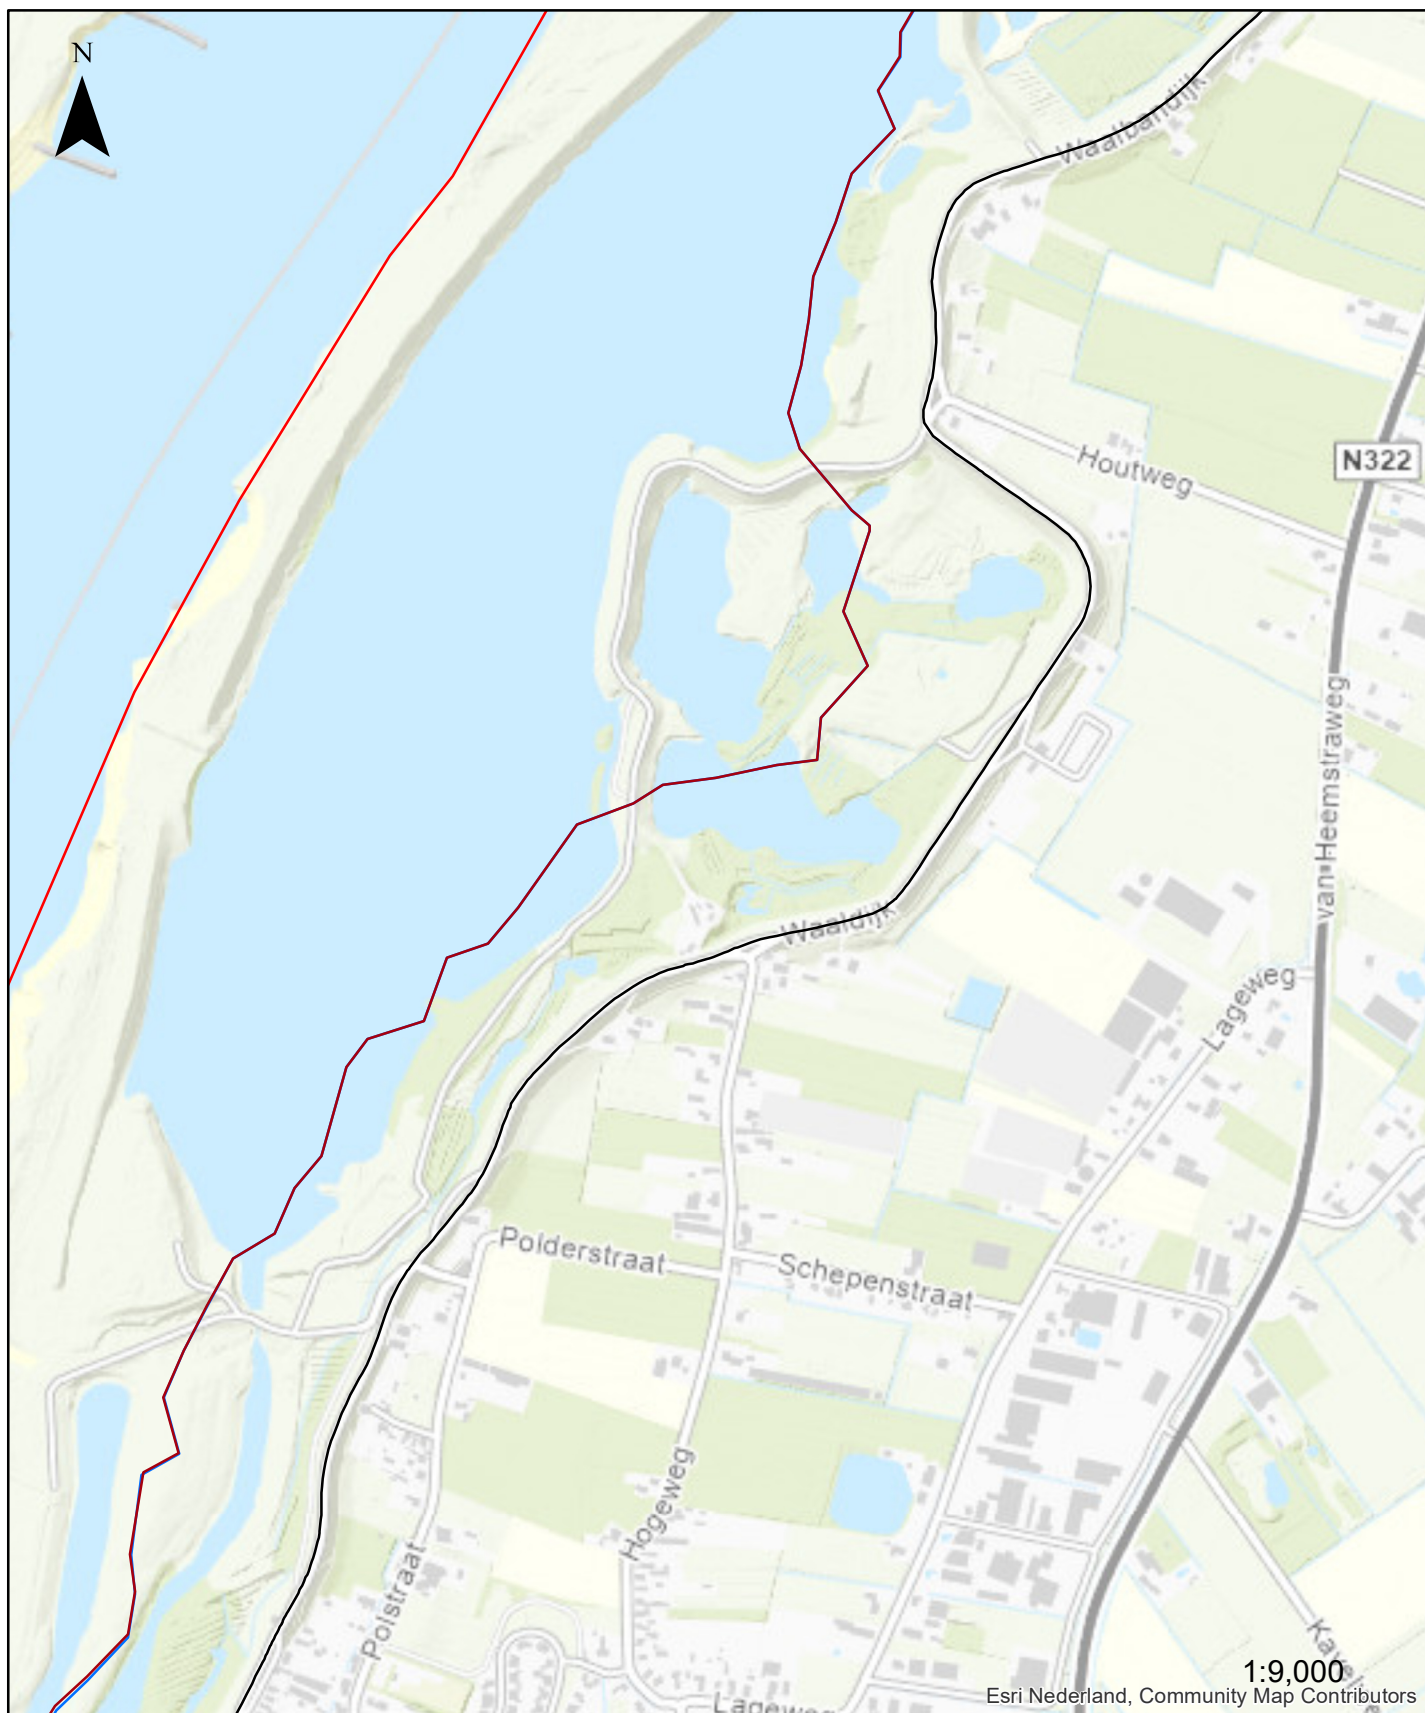 N
Waalbandijk
Houtweg
N322
van Heemstraweg
Waaldijk
Lageweg
Polderstraat
Schepenstraat
Hogeweg
Polstraat
1:9,000
Esri Nederland, Community Map Contributors
Lageweg